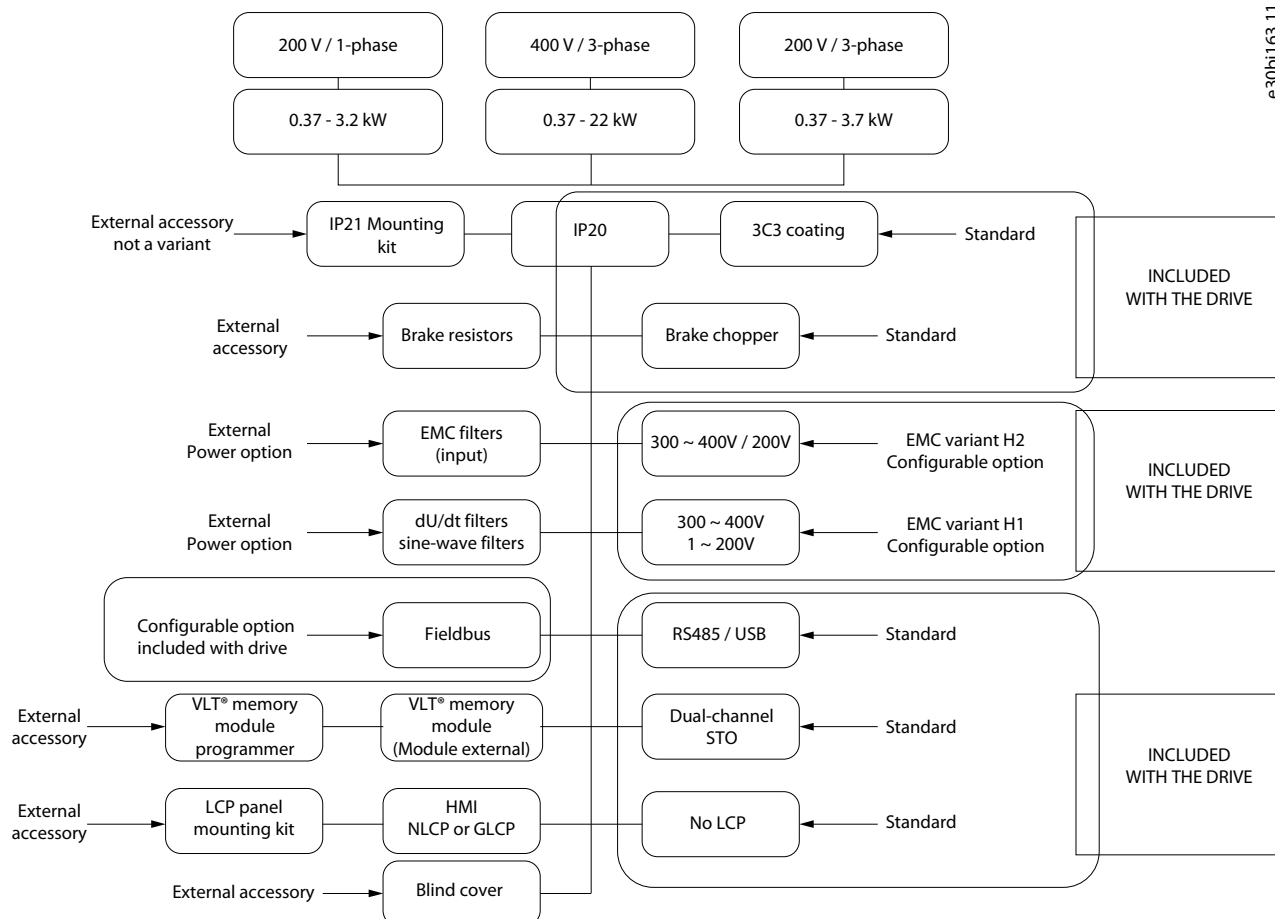 e30bj163.11
200 V / 1-phase
400 V / 3-phase
200 V / 3-phase
0.37 - 3.2 kW
0.37 - 22 kW
0.37 - 3.7 kW
External accessory
not a variant
IP21 Mounting
kit
IP20
3C3 coating
Standard
INCLUDED
WITH THE DRIVE
External
accessory
Brake resistors
Brake chopper
Standard
External
Power option
EMC filters
(input)
300 ~ 400V / 200V
EMC variant H2
Configurable option
INCLUDED
WITH THE DRIVE
External
Power option
dU/dt filters
sine-wave filters
300 ~ 400V
1 ~ 200V
EMC variant H1
Configurable option
Configurable option
included with drive
Fieldbus
RS485 / USB
Standard
External
accessory
VLT® memory
module
programmer
VLT® memory
module
(Module external)
Dual-channel
STO
Standard
INCLUDED
WITH THE DRIVE
External
accessory
LCP panel
mounting kit
HMI
NLCP or GLCP
No LCP
Standard
External accessory
Blind cover